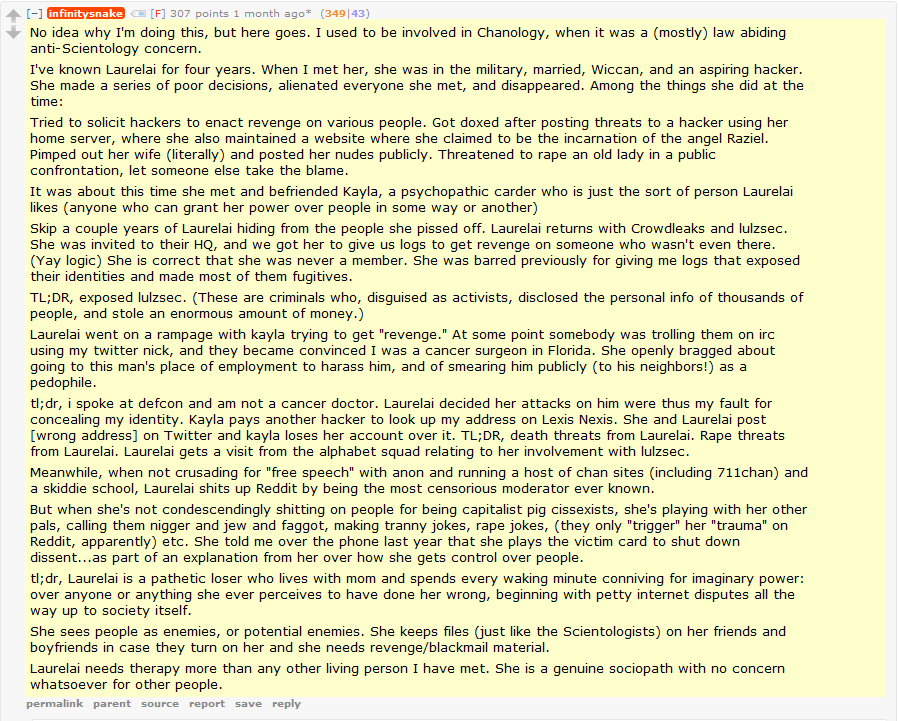 [–] infinitysnake [F] 307 points 1 month ago* (349|43)
No idea why I'm doing this, but here goes. I used to be involved in Chanology, when it was a (mostly) law abiding
anti-Scientology concern.
I've known Laurelai for four years. When I met her, she was in the military, married, Wiccan, and an aspiring hacker.
She made a series of poor decisions, alienated everyone she met, and disappeared. Among the things she did at the
time:
Tried to solicit hackers to enact revenge on various people. Got doxed after posting threats to a hacker using her
home server, where she also maintained a website where she claimed to be the incarnation of the angel Raziel.
Pimped out her wife (literally) and posted her nudes publicly. Threatened to rape an old lady in a public
confrontation, let someone else take the blame.
It was about this time she met and befriended Kayla, a psychopathic carder who is just the sort of person Laurelai
likes (anyone who can grant her power over people in some way or another)
Skip a couple years of Laurelai hiding from the people she pissed off. Laurelai returns with Crowdleaks and lulzsec.
She was invited to their HQ, and we got her to give us logs to get revenge on someone who wasn't even there.
(Yay logic) She is correct that she was never a member. She was barred previously for giving me logs that exposed
their identities and made most of them fugitives.
TL;DR, exposed lulzsec. (These are criminals who, disguised as activists, disclosed the personal info of thousands of
people, and stole an enormous amount of money.)
Laurelai went on a rampage with kayla trying to get "revenge." At some point somebody was trolling them on irc
using my twitter nick, and they became convinced I was a cancer surgeon in Florida. She openly bragged about
going to this man's place of employment to harass him, and of smearing him publicly (to his neighbors!) as a
pedophile.
tl;dr, i spoke at defcon and am not a cancer doctor. Laurelai decided her attacks on him were thus my fault for
concealing my identity. Kayla pays another hacker to look up my address on Lexis Nexis. She and Laurelai post
[wrong address] on Twitter and kayla loses her account over it. TL;DR, death threats from Laurelai. Rape threats
from Laurelai. Laurelai gets a visit from the alphabet squad relating to her involvement with lulzsec.
Meanwhile, when not crusading for "free speech" with anon and running a host of chan sites (including 711chan) and
a skiddie school, Laurelai shits up Reddit by being the most censorious moderator ever known.
But when she's not condescendingly shitting on people for being capitalist pig cissexists, she's playing with her other
pals, calling them nigger and jew and faggot, making tranny jokes, rape jokes, (they only "trigger" her "trauma" on
Reddit, apparently) etc. She told me over the phone last year that she plays the victim card to shut down
dissent...as part of an explanation from her over how she gets control over people.
tl;dr, Laurelai is a pathetic loser who lives with mom and spends every waking minute conniving for imaginary power:
over anyone or anything she ever perceives to have done her wrong, beginning with petty internet disputes all the
way up to society itself.
She sees people as enemies, or potential enemies. She keeps files (just like the Scientologists) on her friends and
boyfriends in case they turn on her and she needs revenge/blackmail material.
Laurelai needs therapy more than any other living person I have met. She is a genuine sociopath with no concern
whatsoever for other people.
permalink parent source report save reply